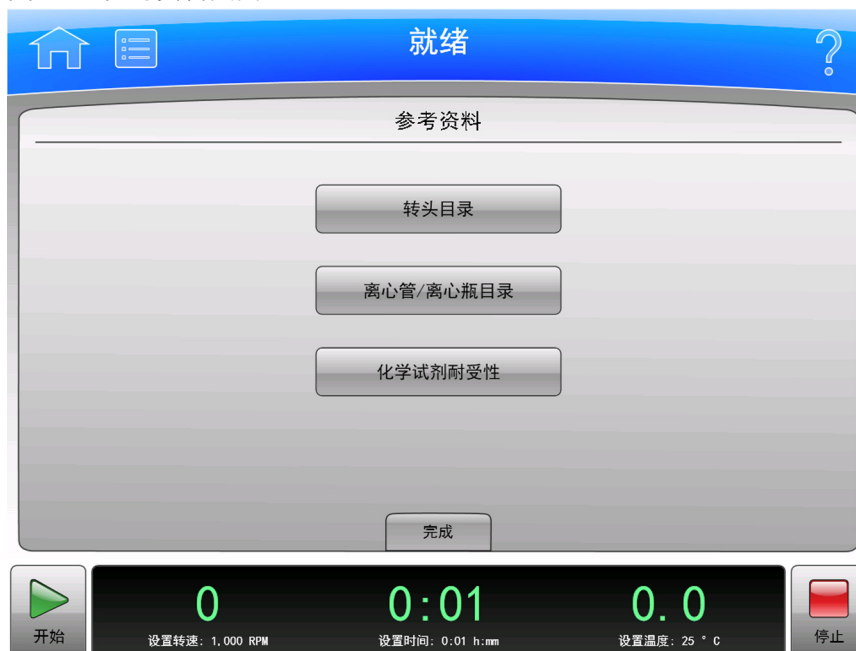 就绪
参考资料
转头目录
离心管/离心瓶目录
化学试剂耐受性
完成
0 0:01 0.0
开始 设置转速: 1,000 RPM 设置时间: 0:01 h:mm 设置温度: 25 ° C 停止